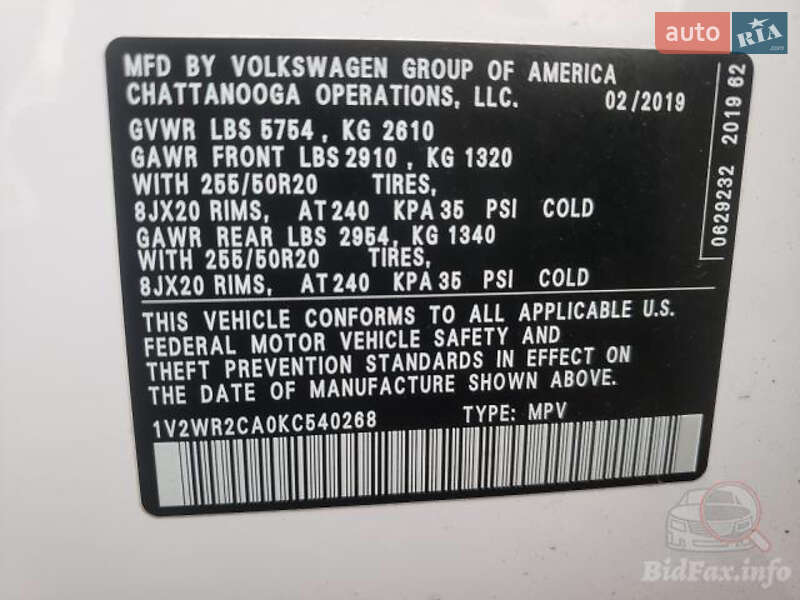 auto RIA.com
MFD BY VOLKSWAGEN GROUP OF AMERICA
CHATTANOOGA OPERATIONS, LLC. 02/2019
GVWR LBS 5754, KG 2610
GAWR FRONT LBS 2910, KG 1320
WITH 255/50R20 TIRES,
8JX20 RIMS, AT 240 KPA 35 PSI COLD
GAWR REAR LBS 2954, KG 1340
WITH 255/50R20 TIRES,
8JX20 RIMS, AT 240 KPA 35 PSI COLD
0629232 2019 62
THIS VEHICLE CONFORMS TO ALL APPLICABLE U.S.
FEDERAL MOTOR VEHICLE SAFETY AND
THEFT PREVENTION STANDARDS IN EFFECT ON
THE DATE OF MANUFACTURE SHOWN ABOVE.
1V2WR2CA0KC540268 TYPE: MPV
BidFax.info